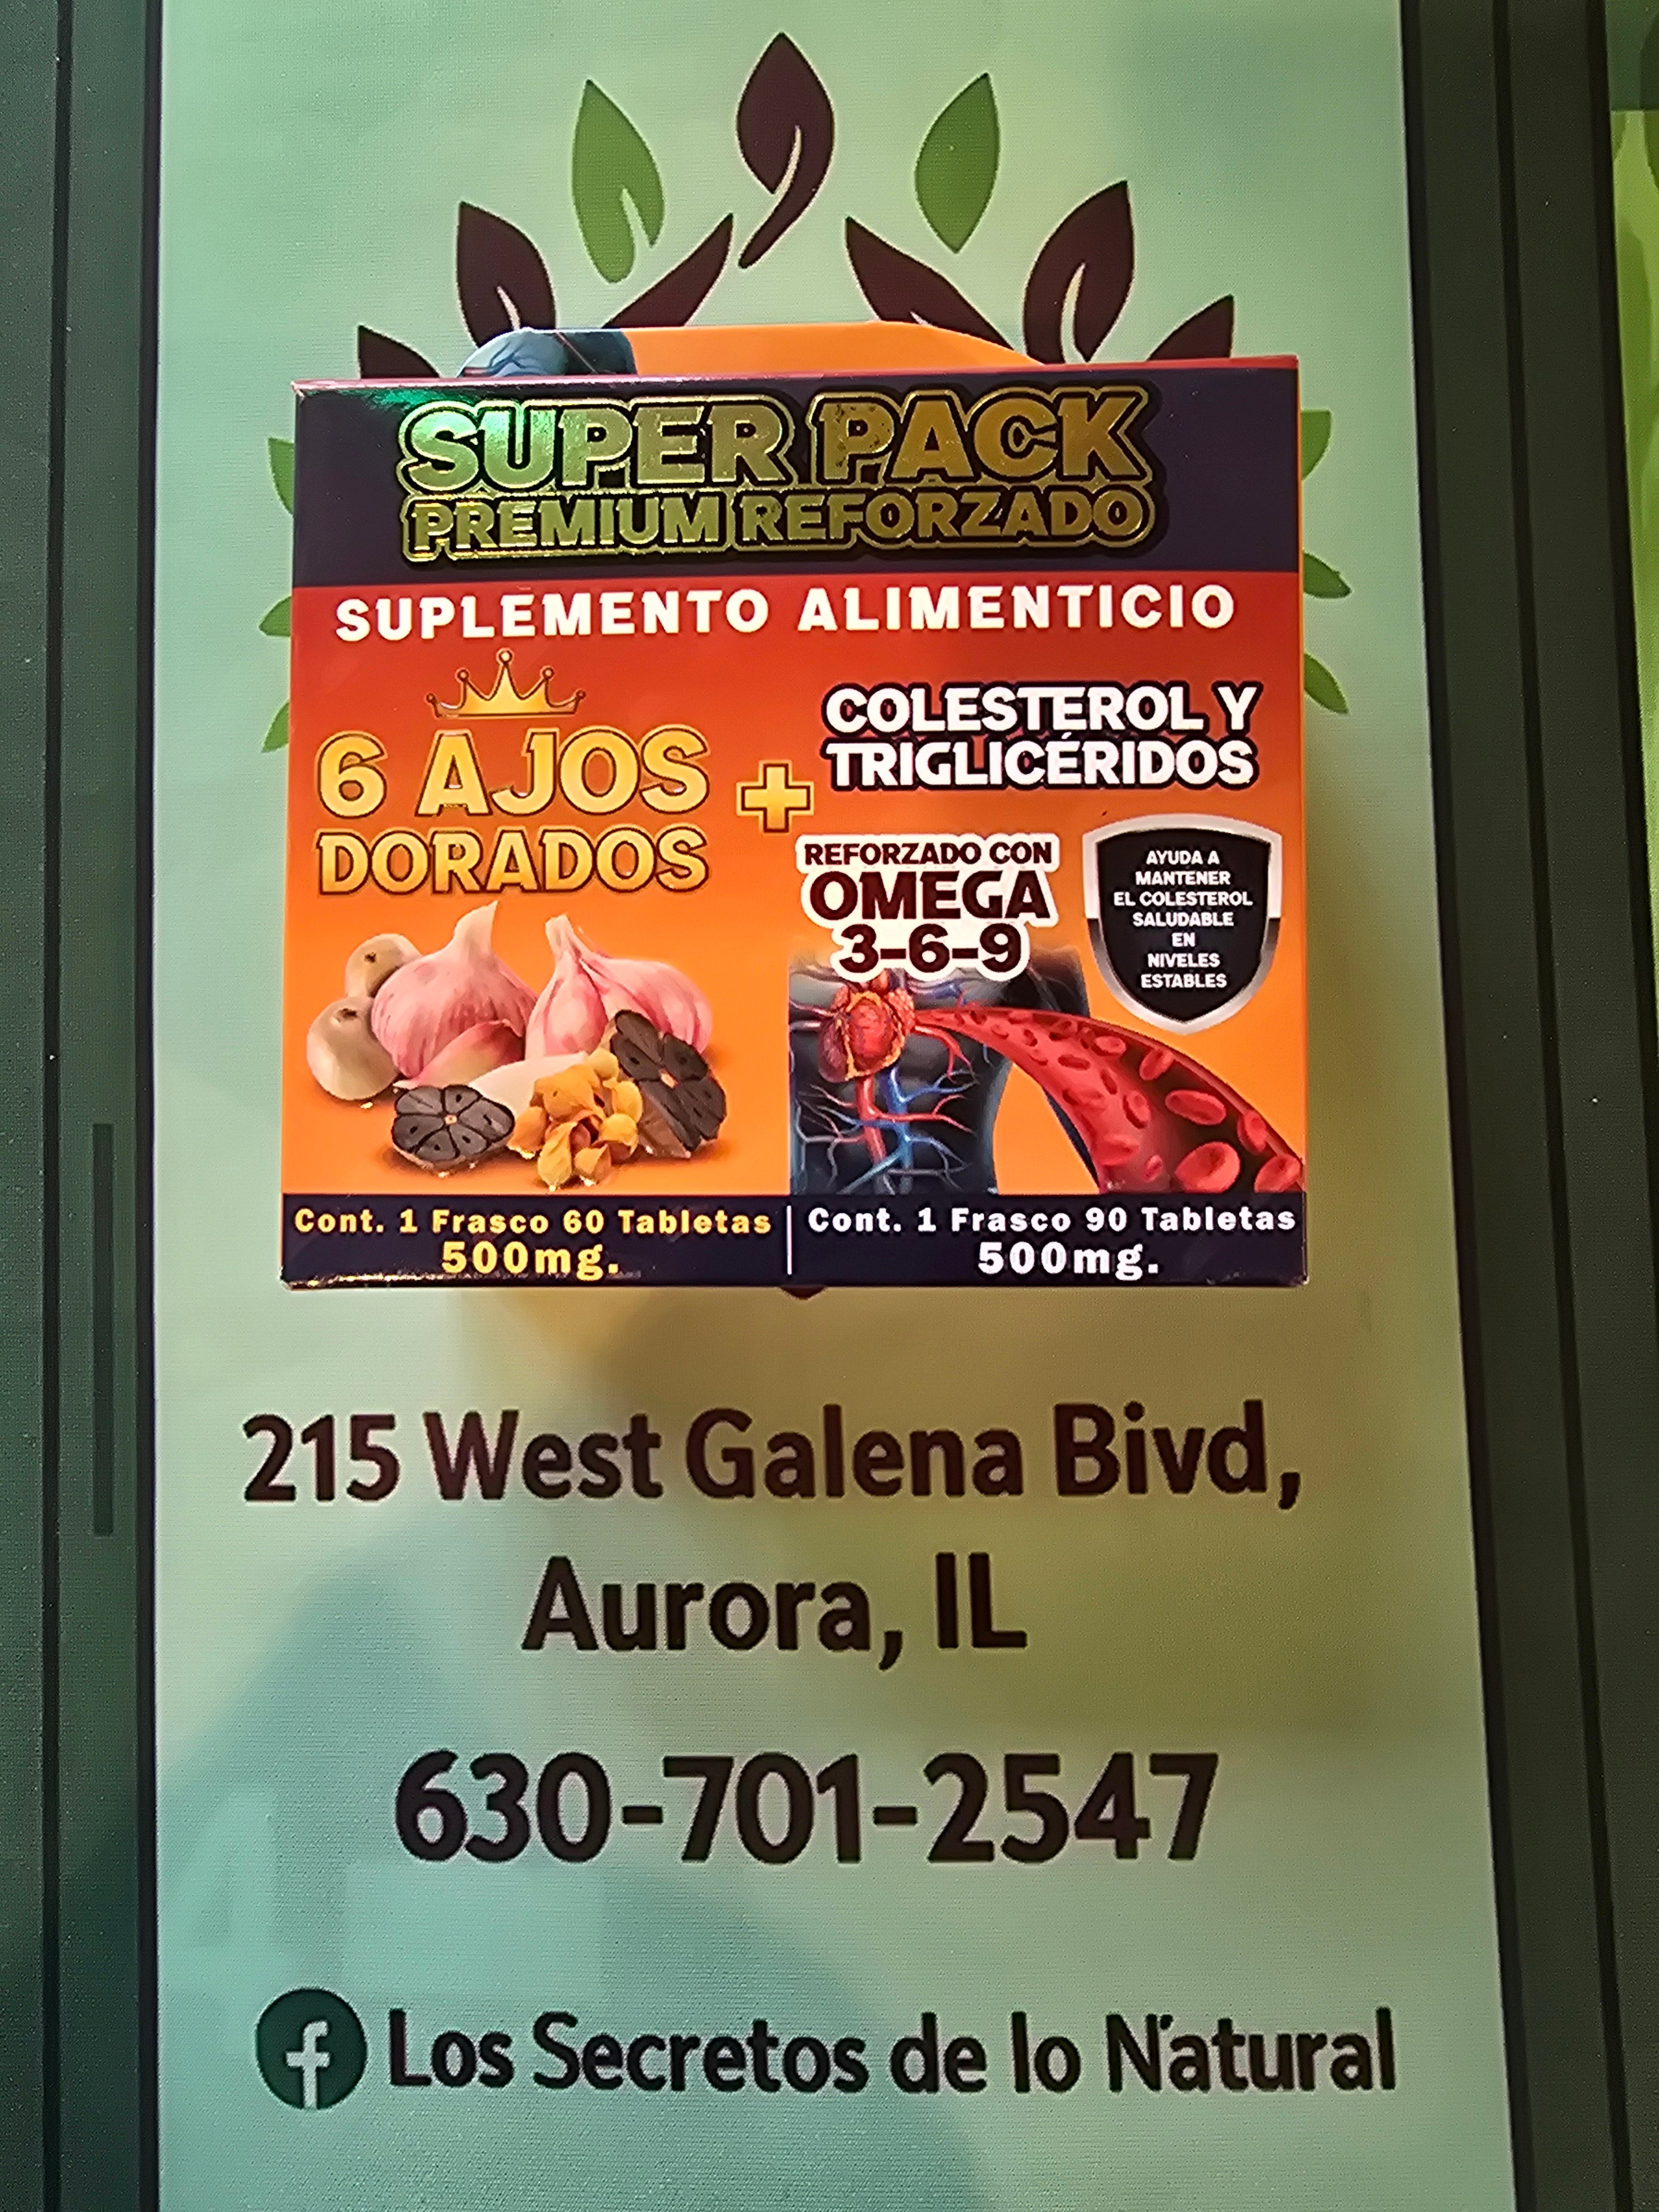 SUPER PACK
PREMIUM REFORZADO
SUPLEMENTO ALIMENTICIO
6 AJOS
DORADOS
+
COLESTEROL Y
TRIGLICÉRIDOS
REFORZADO CON
OMEGA
3-6-9
AYUDA A
MANTENER
EL COLESTEROL
SALUDABLE
EN
NIVELES
ESTABLES
Cont. 1 Frasco 60 Tabletas
500mg.
Cont. 1 Frasco 90 Tabletas
500mg.
215 West Galena Bivd,
Aurora, IL
630-701-2547
f Los Secretos de lo Natural